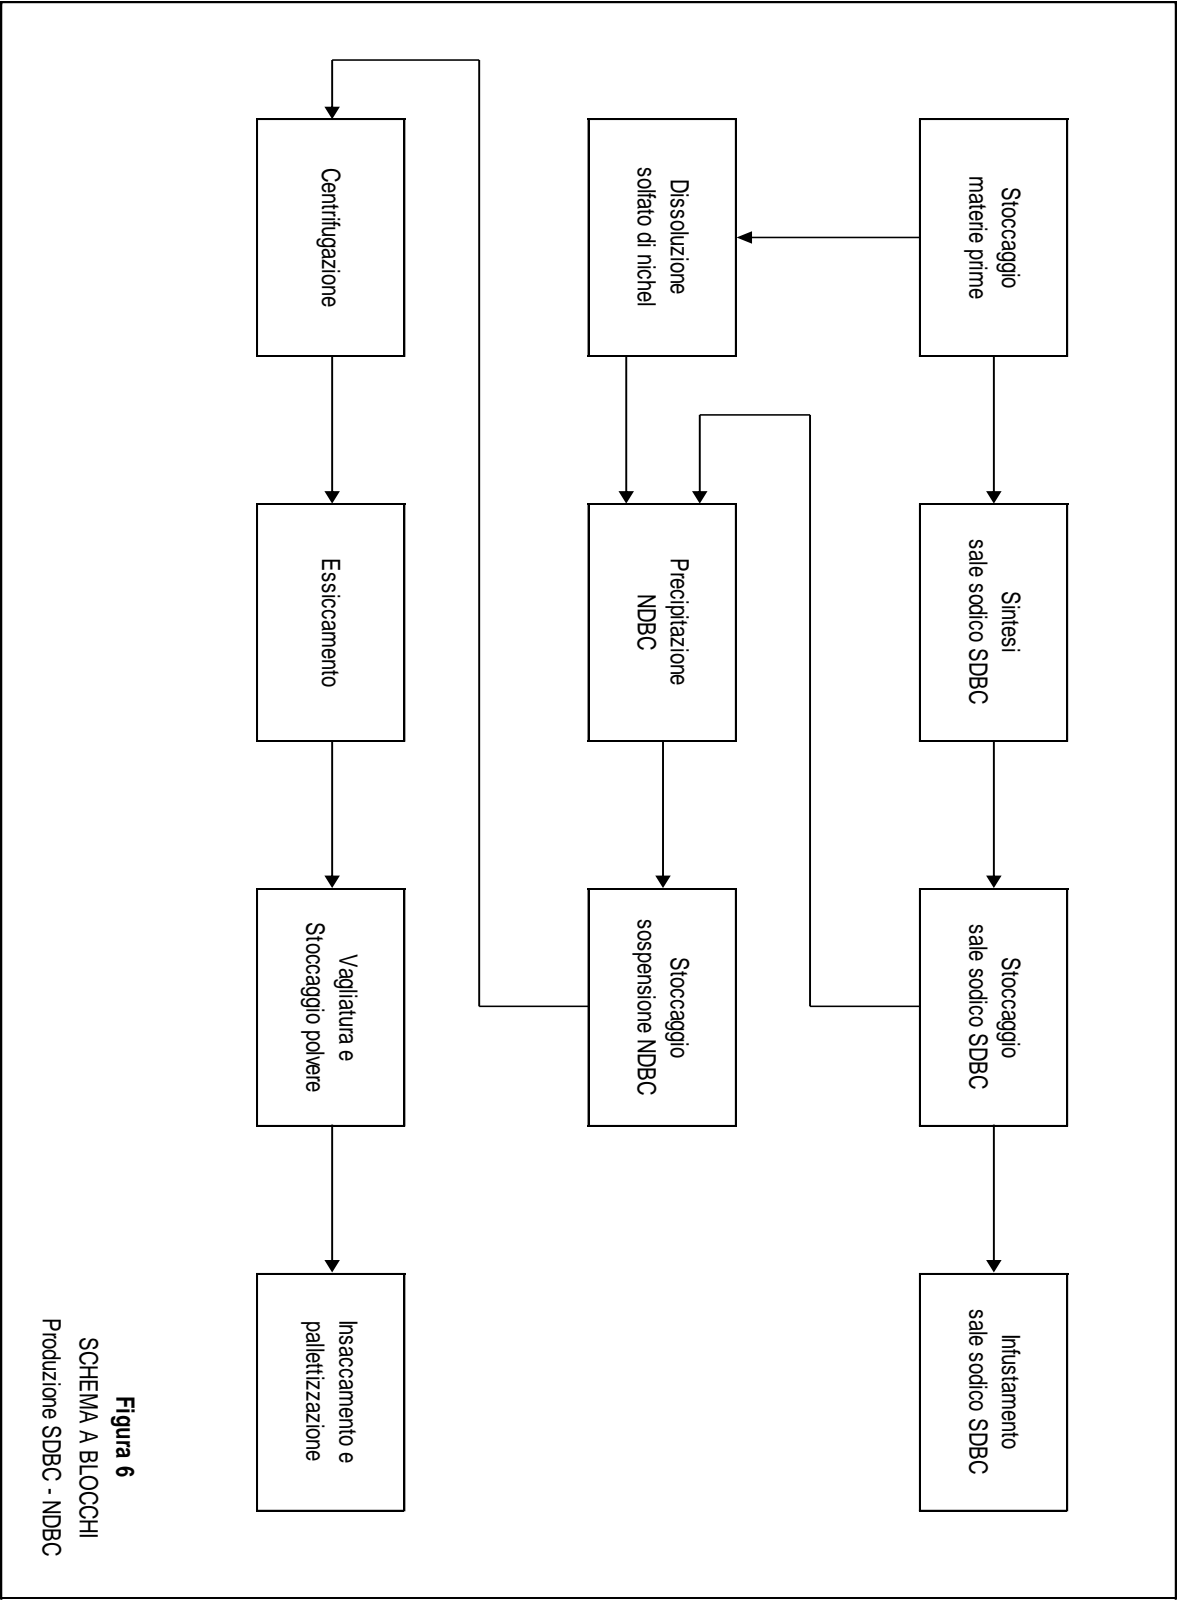 Stoccaggio
materie prime
Sintesi
sale sodico SDBC
Stoccaggio
sale sodico SDBC
Infustamento
sale sodico SDBC
Dissoluzione
solfato di nichel
Precipitazione
NDBC
Stoccaggio
sospensione NDBC
Centrifugazione
Essiccamento
Vagliatura e
Stoccaggio polvere
Insaccamento e
pallettizzazione
Figura 6
SCHEMA A BLOCCHI
Produzione SDBC - NDBC